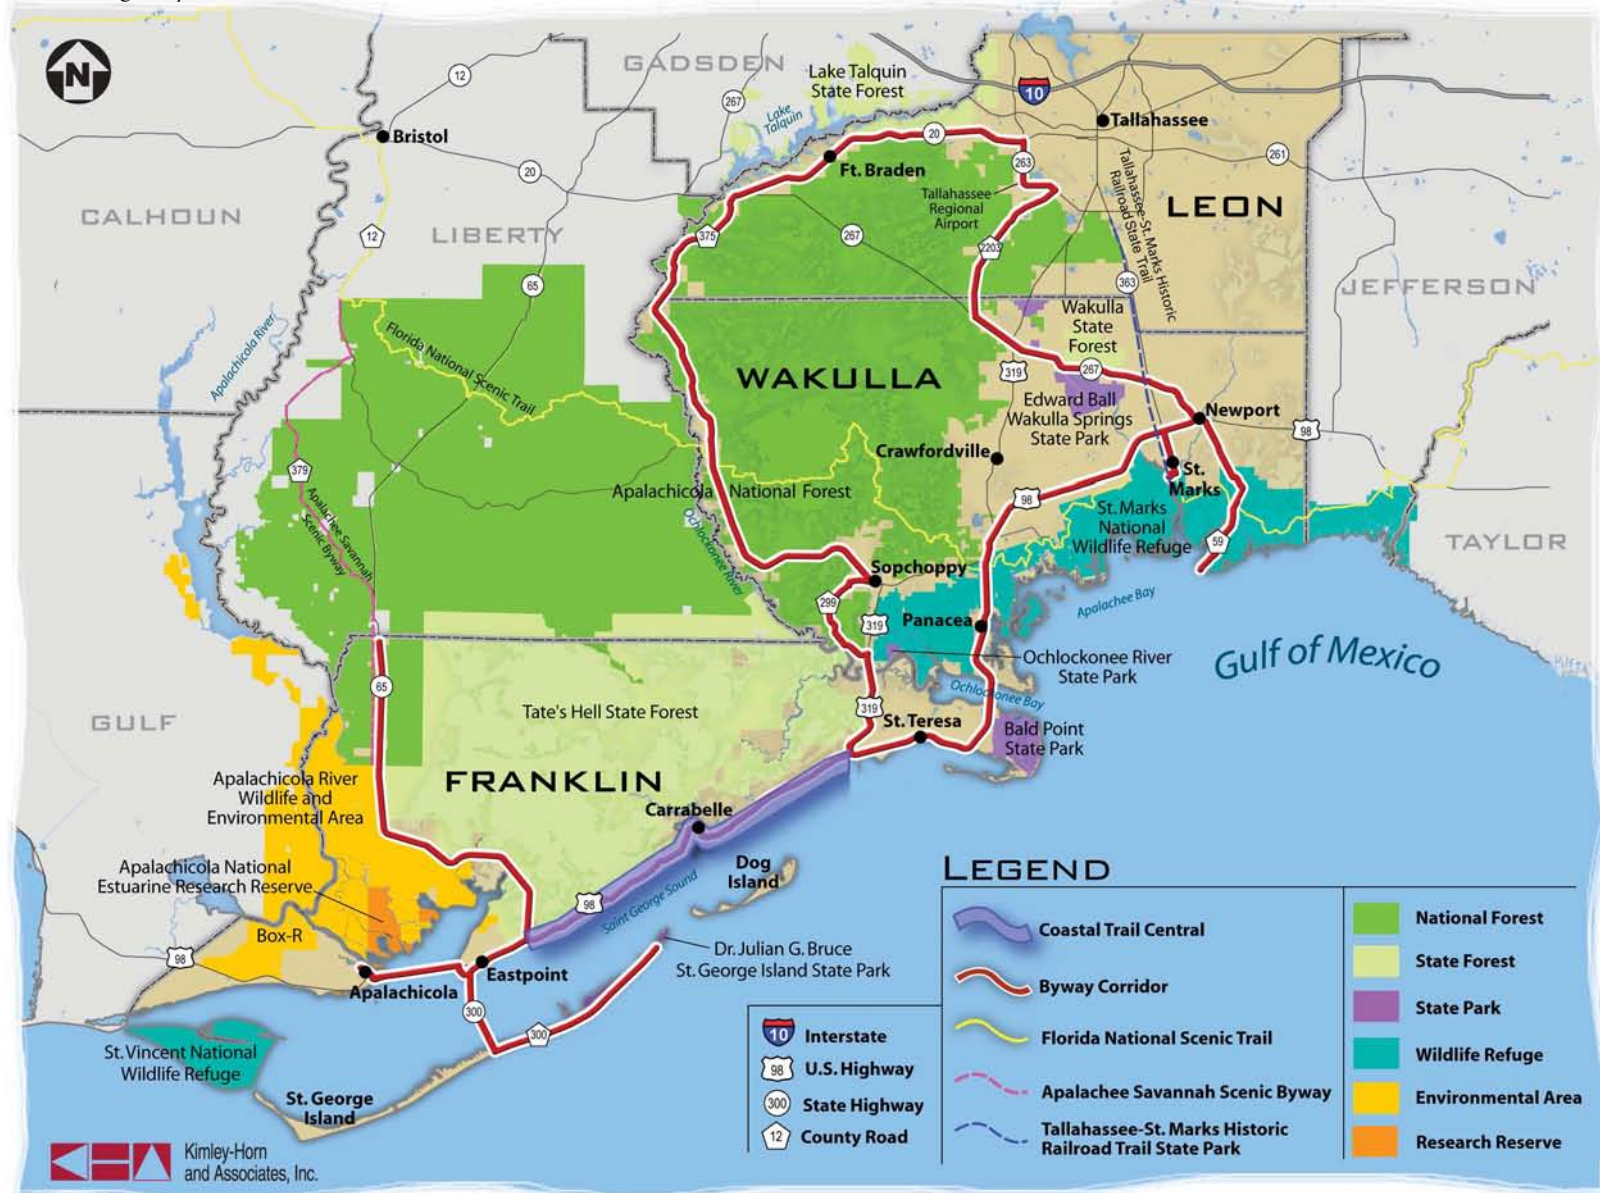 N
GADSDEN
Lake Talquin
State Forest
Lake
Talquin
10
12
267
Bristol
Tallahassee
20
263
261
20
Ft. Braden
Tallahassee
Regional
Airport
Tallahassee-St. Marks Historic
Railroad State Trail
LEON
CALHOUN
LIBERTY
12
375
267
2203
65
363
JEFFERSON
Apalachicola River
Florida National Scenic Trail
Wakulla
State
Forest
WAKULLA
319
267
Edward Ball
Wakulla Springs
State Park
Newport
98
Crawfordville
379
St.
Marks
Apalachicola National Forest
98
Apalachee Savannah
Scenic Byway
Ochlockonee River
St. Marks
National
Wildlife Refuge
59
TAYLOR
Sopchoppy
299
319
Panacea
Apalachee Bay
Gulf of Mexico
Ochlockonee River
State Park
65
Ochlockonee Bay
319
Tate's Hell State Forest
St. Teresa
Bald Point
State Park
GULF
FRANKLIN
Apalachicola River
Wildlife and
Environmental Area
Carrabelle
Apalachicola National
Estuarine Research Reserve
Dog
Island
98
Saint George Sound
Box-R
98
Eastpoint
Apalachicola
Dr. Julian G. Bruce
St. George Island State Park
300
300
St. Vincent National
Wildlife Refuge
St. George
Island
Kimley-Horn
and Associates, Inc.
10 Interstate
98 U.S. Highway
300 State Highway
12 County Road
LEGEND
Coastal Trail Central
Byway Corridor
Florida National Scenic Trail
Apalachee Savannah Scenic Byway
Tallahassee-St. Marks Historic
Railroad Trail State Park
National Forest
State Forest
State Park
Wildlife Refuge
Environmental Area
Research Reserve